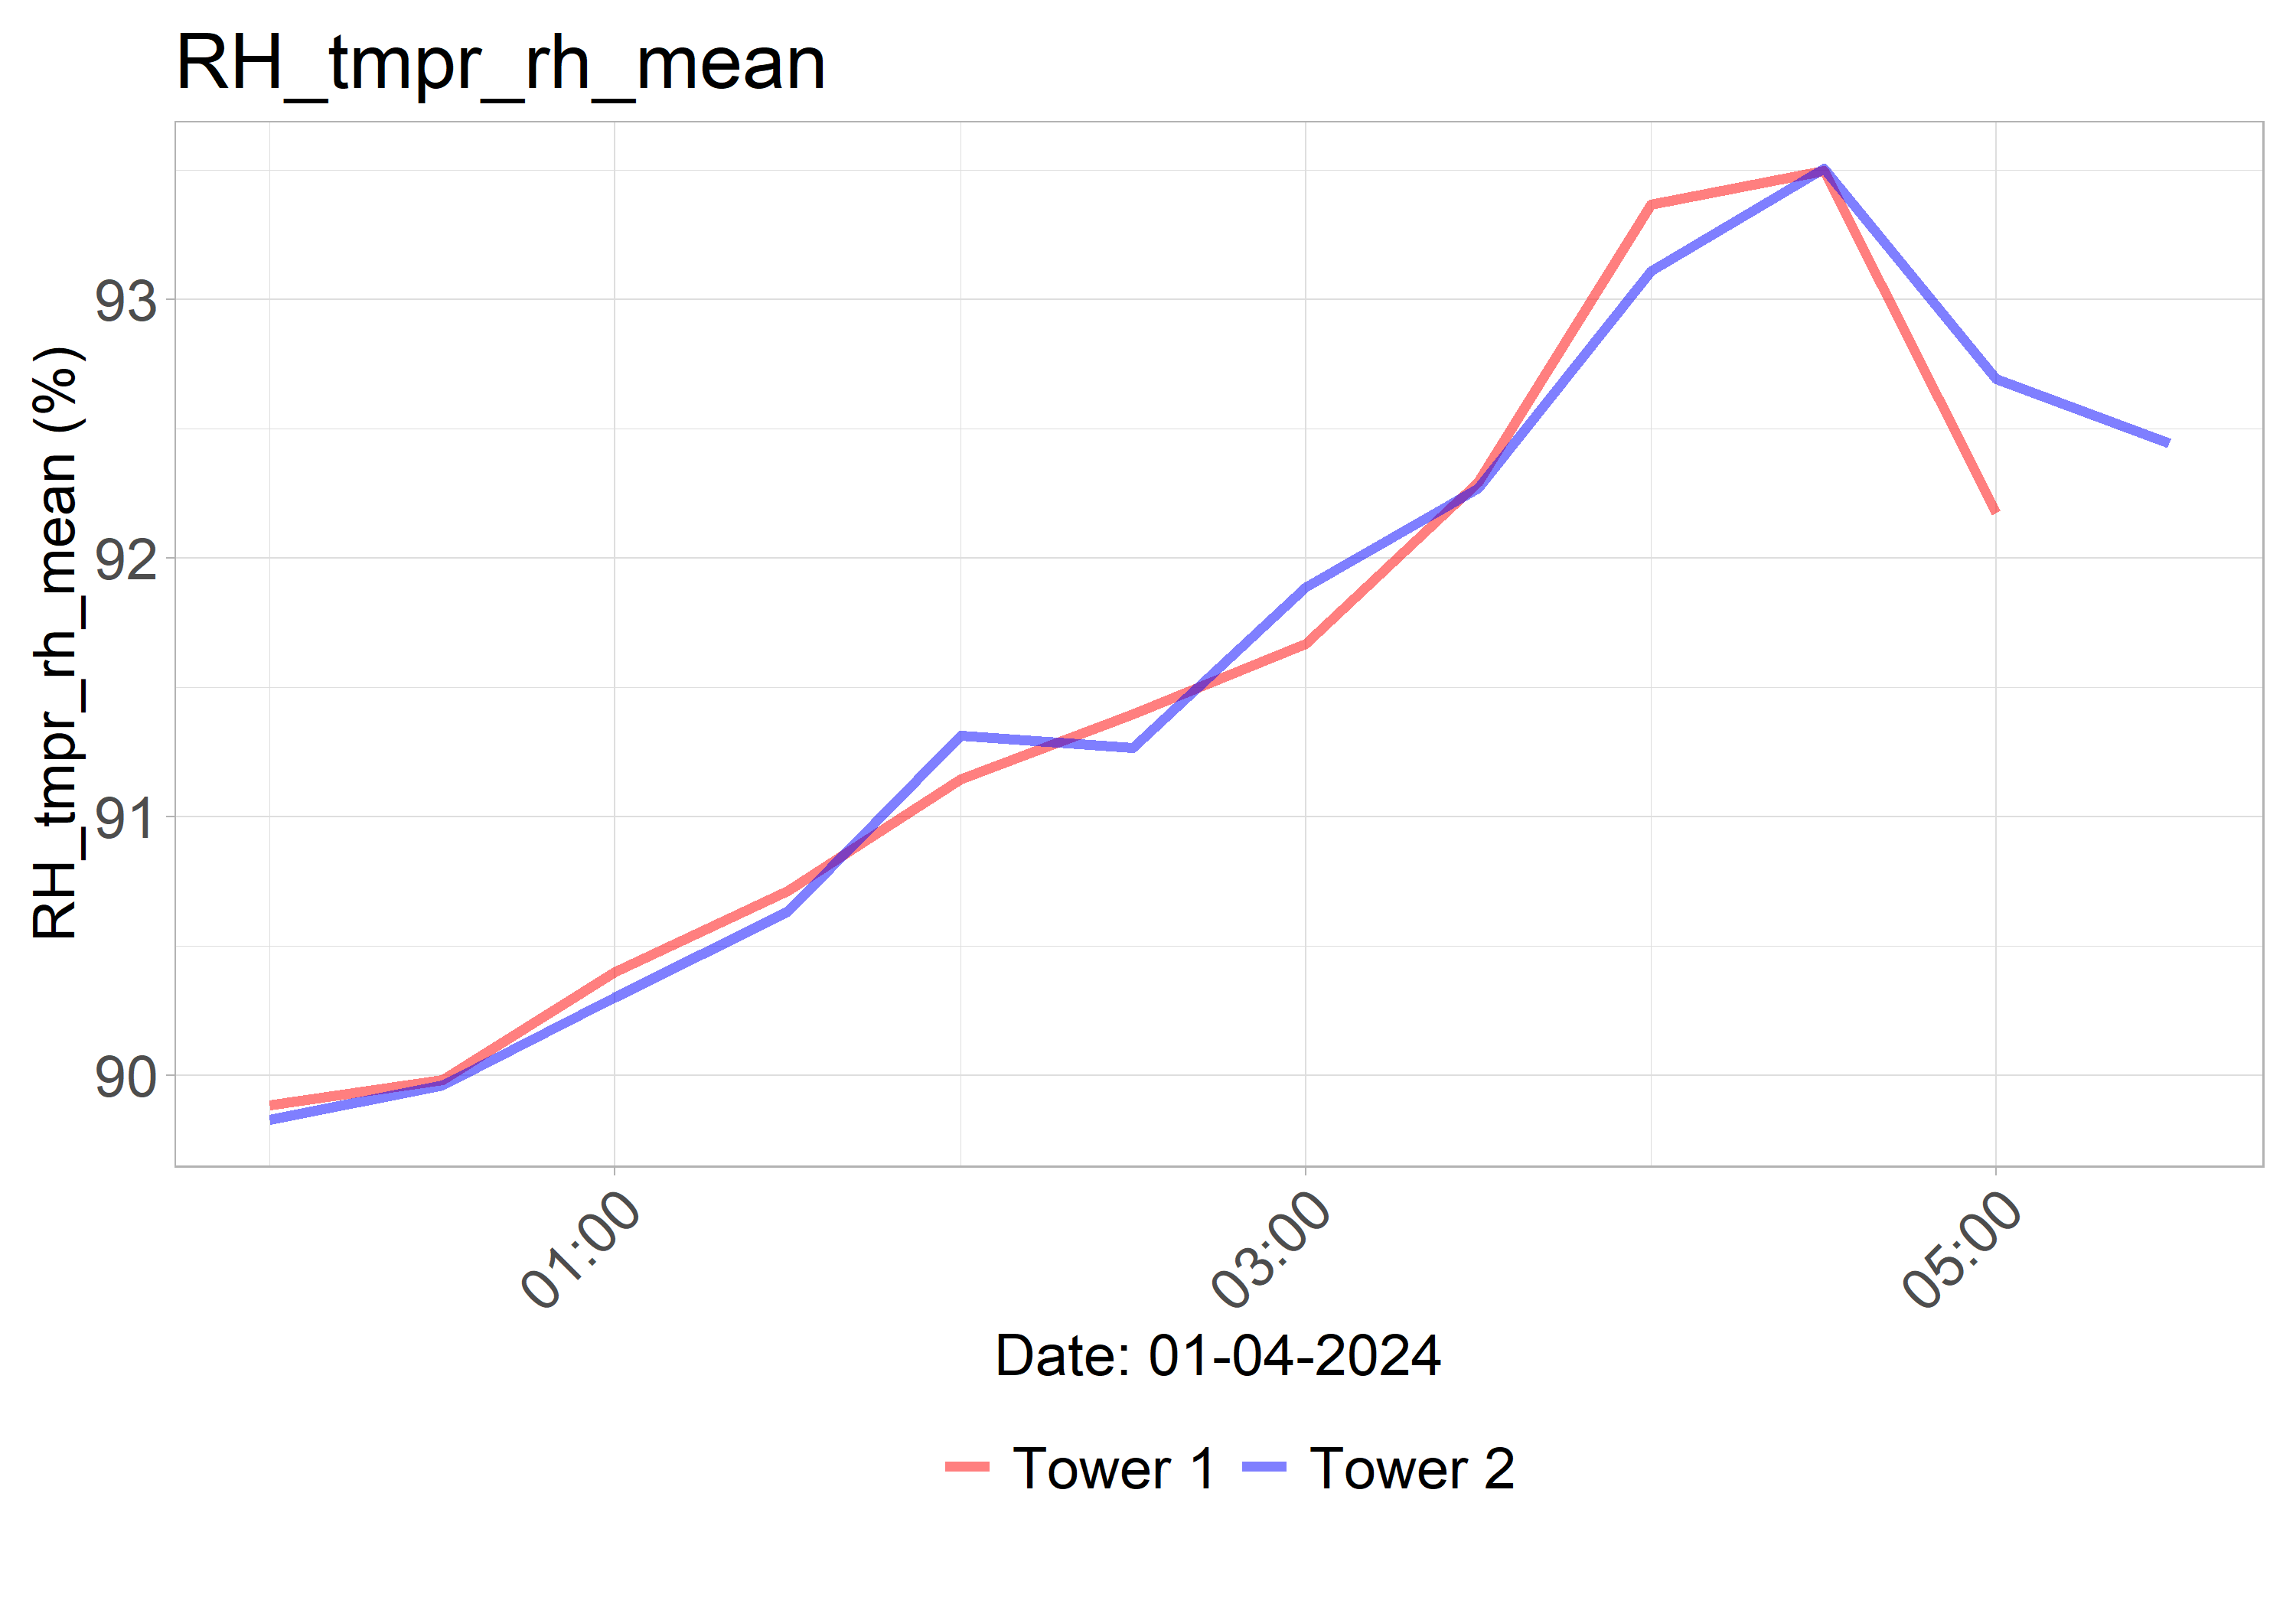 RH_tmpr_rh_mean
RH_tmpr_rh_mean (%)
93
92
91
90
01:00 03:00 05:00
Date: 01-04-2024
Tower 1 Tower 2